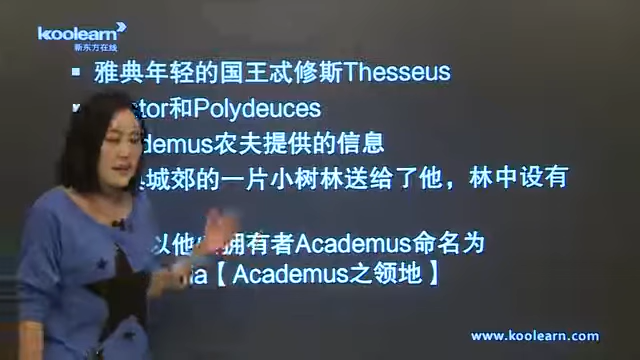 koolearn
新东方在线
▪ 雅典年轻的国王忒修斯Thesseus
tor和Polydeuces
demus农夫提供的信息
城郊的一片小树林送给了他，林中设有
以他 拥有者Academus命名为
ia【Academus之领地】
www.koolearn.com